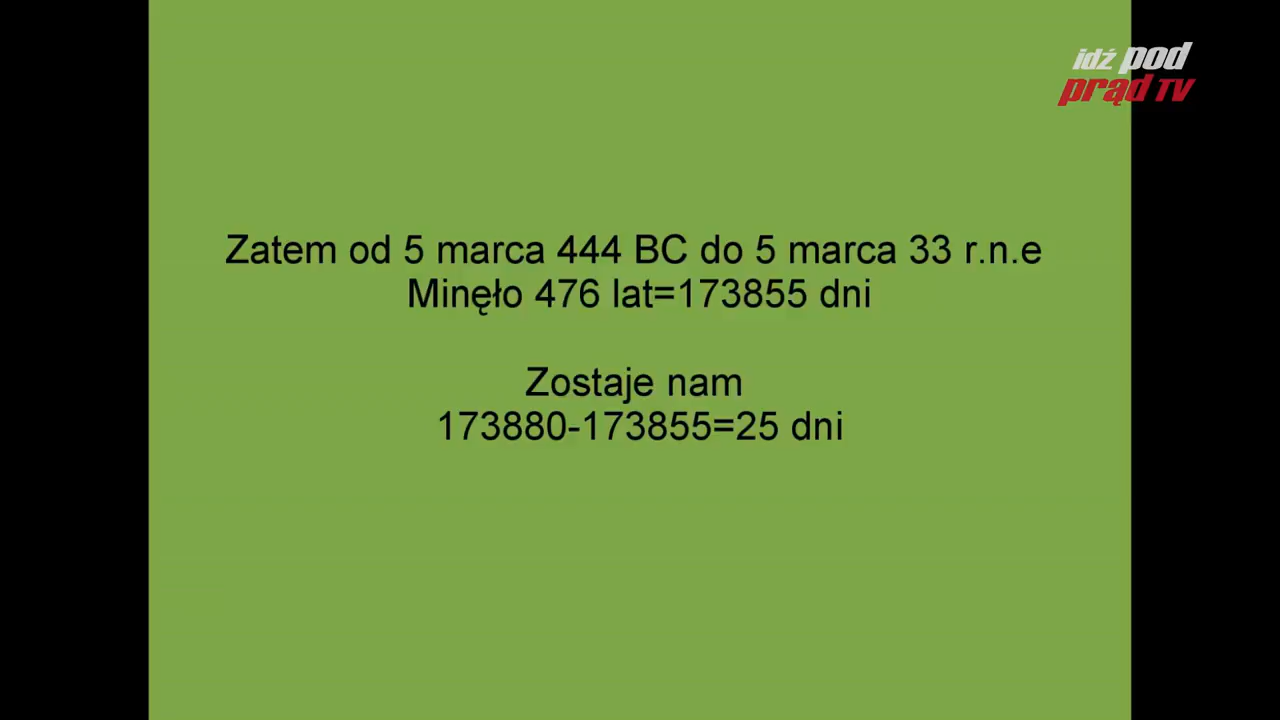 idź pod
prąd TV
Zatem od 5 marca 444 BC do 5 marca 33 r.n.e
Minęło 476 lat=173855 dni
Zostaje nam
173880-173855=25 dni